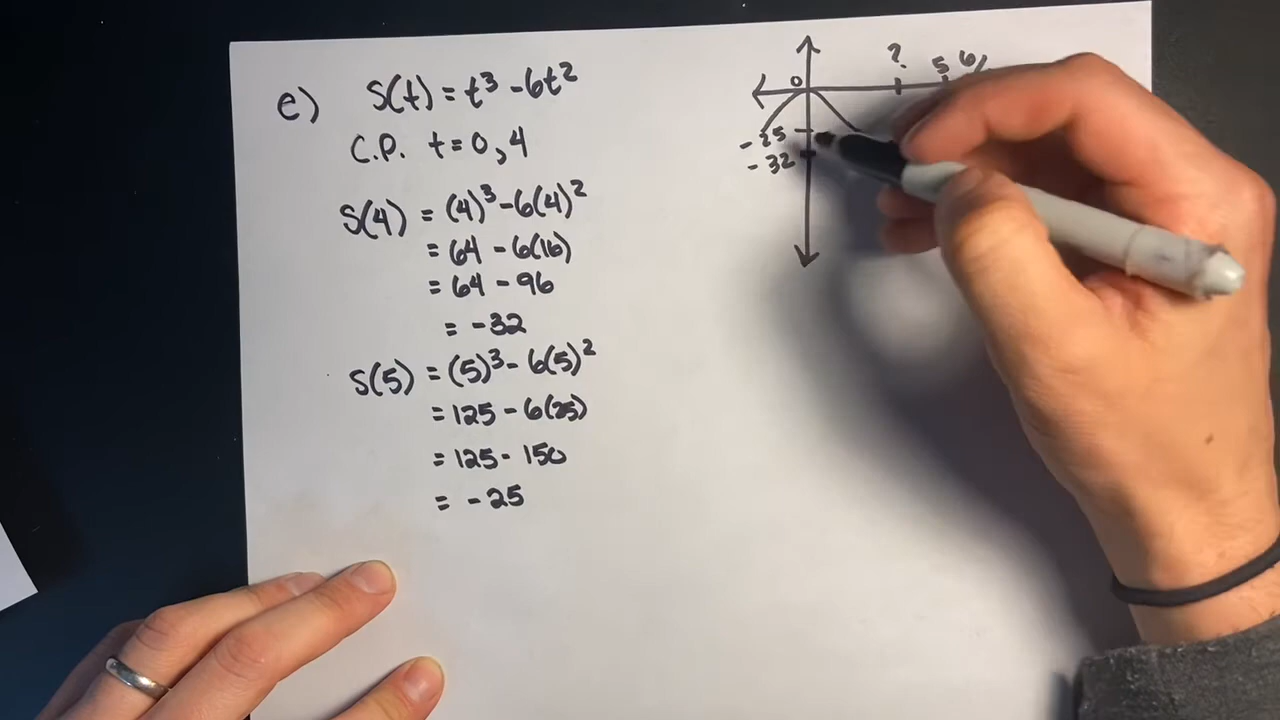 e) S(t) = t³ - 6t²
C.P. t = 0, 4
S(4) = (4)³ - 6(4)²
= 64 - 6(16)
= 64 - 96
= -32
S(5) = (5)³ - 6(5)²
= 125 - 6(25)
= 125 - 150
= -25
? 5 6
0
-25
-32